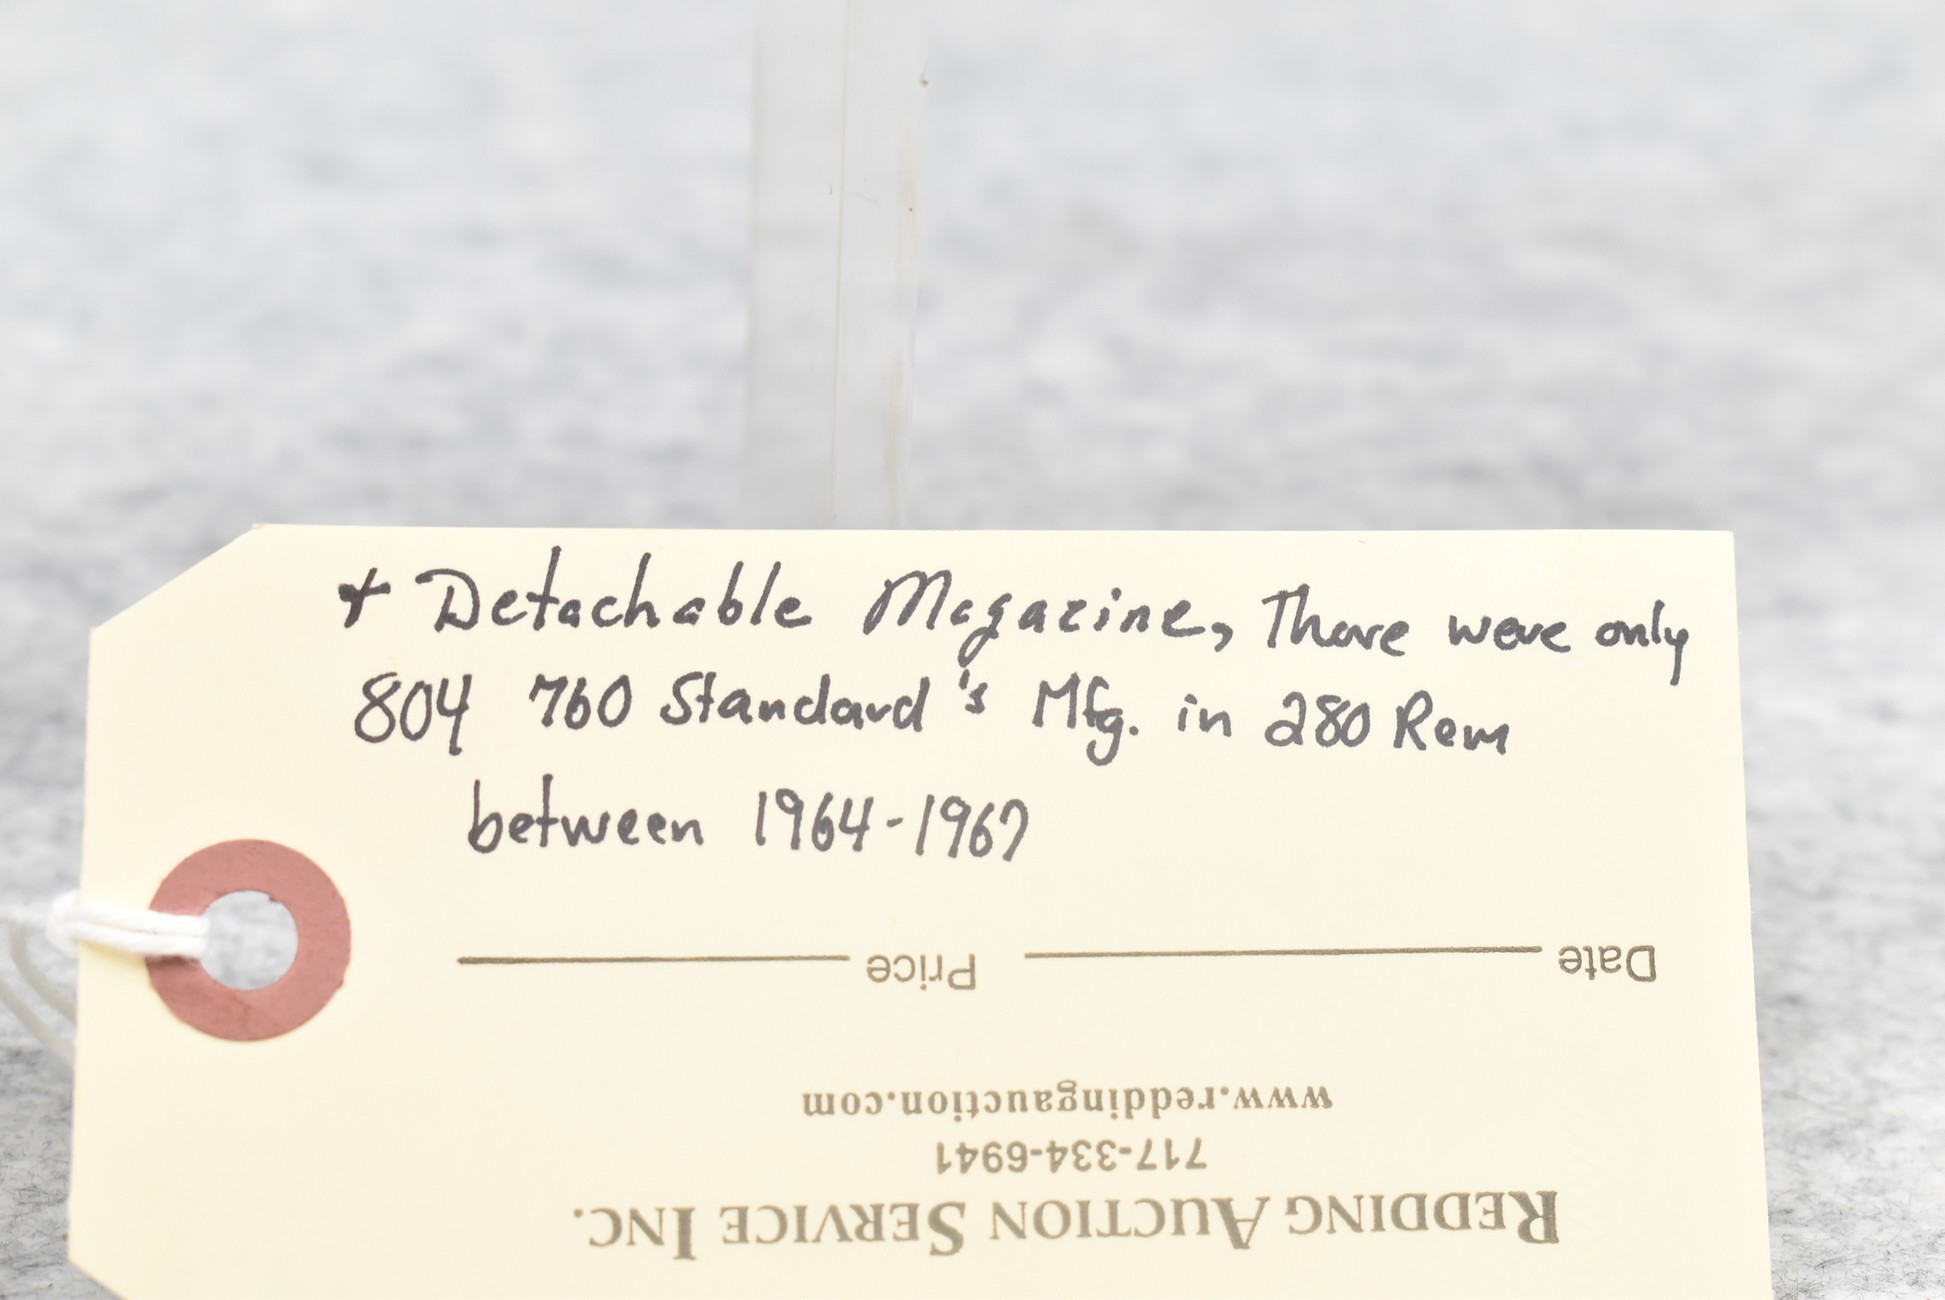 + Detachable Magazine, There were only
804 760 Standard's Mfg. in 280 Rem
between 1964-1967
Date Price
www.reddingauction.com
717-334-6941
REDDING AUCTION SERVICE INC.